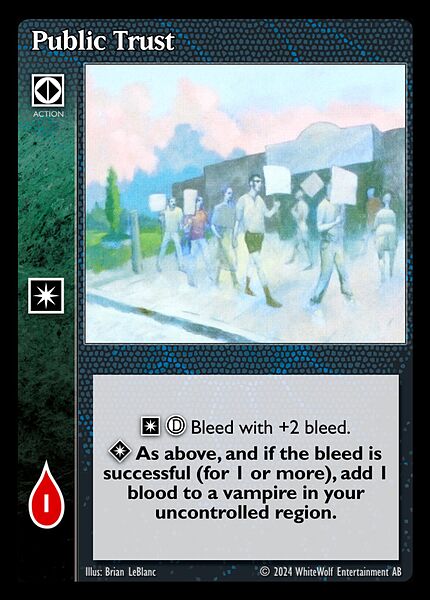 Public Trust
ACTION
D Bleed with +2 bleed.
As above, and if the bleed is
successful (for 1 or more), add 1
blood to a vampire in your
uncontrolled region.
1
Illus: Brian LeBlanc © 2024 WhiteWolf Entertainment AB